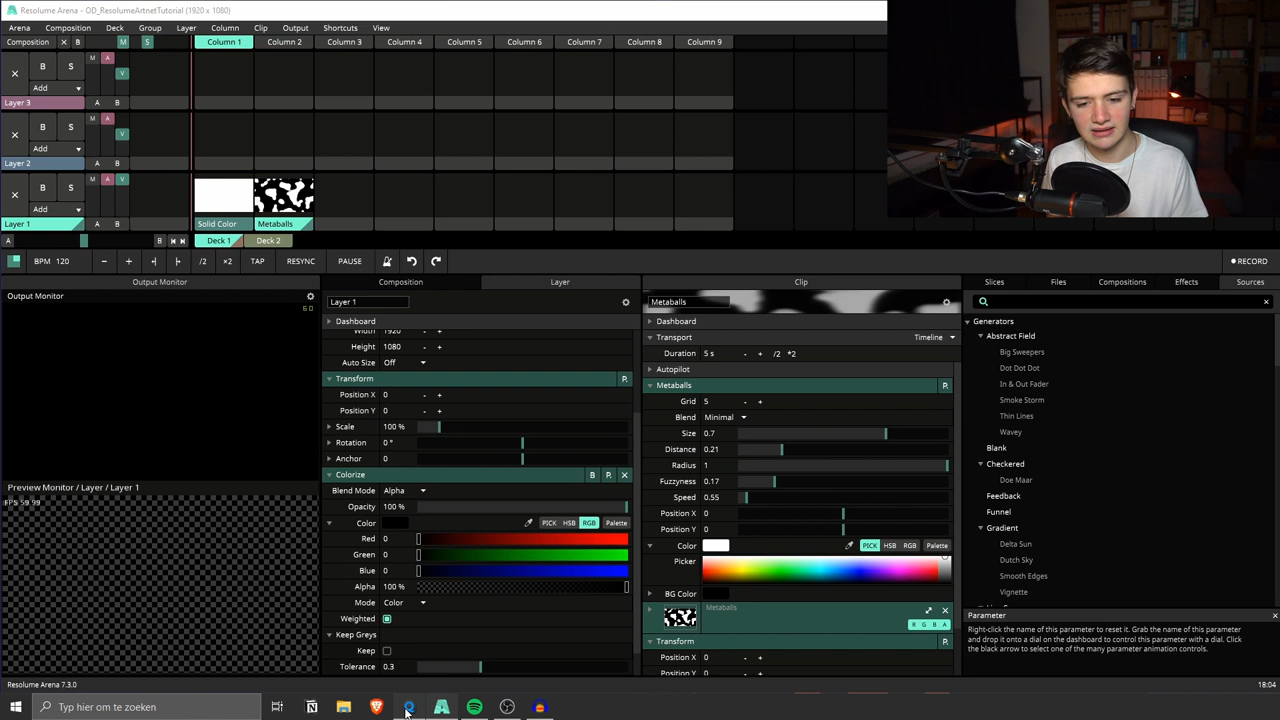 Resolume Arena - OD_ResolumeArtnetTutorial (1920 x 1080)
Arena Composition Deck Group Layer Column Clip Output Shortcuts View
Composition × B M S Column 1 Column 2 Column 3 Column 4 Column 5 Column 6 Column 7 Column 8 Column 9
× B S M A V
Add
Layer 3 A B
× B S M A V
Add
Layer 2 A B
× B S M A V
Add
Layer 1 A B Solid Color Metaballs
A B Deck 1 Deck 2
BPM 120 - + /2 ×2 TAP RESYNC PAUSE RECORD
Output Monitor
Output Monitor
60
Preview Monitor / Layer / Layer 1
FPS 59.99
Composition Layer
Layer 1
Dashboard
Width 1920 - +
Height 1080 - +
Auto Size Off
Transform P.
Position X 0 - +
Position Y 0 - +
Scale 100 %
Rotation 0 °
Anchor 0
Colorize B P. ×
Blend Mode Alpha
Opacity 100 %
Color PICK HSB RGB Palette
Red 0
Green 0
Blue 0
Alpha 100 %
Mode Color
Weighted
Keep Greys
Keep
Tolerance 0.3
Clip
Metaballs
Dashboard
Transport Timeline
Duration 5 s - + /2 *2
Autopilot
Metaballs P.
Grid 5 - +
Blend Minimal
Size 0.7
Distance 0.21
Radius 1
Fuzzyness 0.17
Speed 0.55
Position X 0
Position Y 0
Color PICK HSB RGB Palette
Picker
BG Color
Metaballs
R G B A
Transform P.
Position X 0 - +
Position Y 0 - +
Slices Files Compositions Effects Sources
Generators
Abstract Field
Big Sweepers
Dot Dot Dot
In & Out Fader
Smoke Storm
Thin Lines
Wavey
Blank
Checkered
Doe Maar
Feedback
Funnel
Gradient
Delta Sun
Dutch Sky
Smooth Edges
Vignette
Parameter ×
Right-click the name of this parameter to reset it. Grab the name of this
parameter and drop it onto a dial on the dashboard to control this parameter with a dial. Click
the black arrow to select one of the many parameter animation controls.
Resolume Arena 7.3.0 18:04
Typ hier om te zoeken